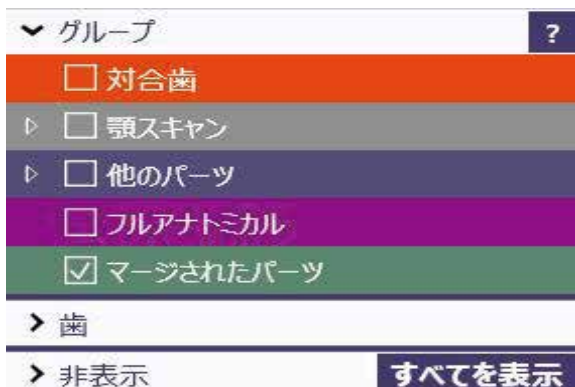 グループ ?
対合歯
顎スキャン
他のパーツ
フルアナトミカル
マージされたパーツ
歯
非表示 すべてを表示